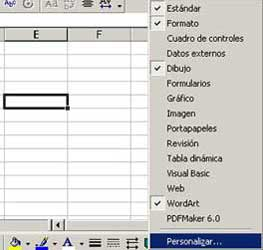 Estándar
Formato
Cuadro de controles
Datos externos
Dibujo
Formularios
Gráfico
Imagen
Portapapeles
Revisión
Tabla dinámica
Visual Basic
Web
WordArt
PDFMaker 6.0
Personalizar...
E F
A